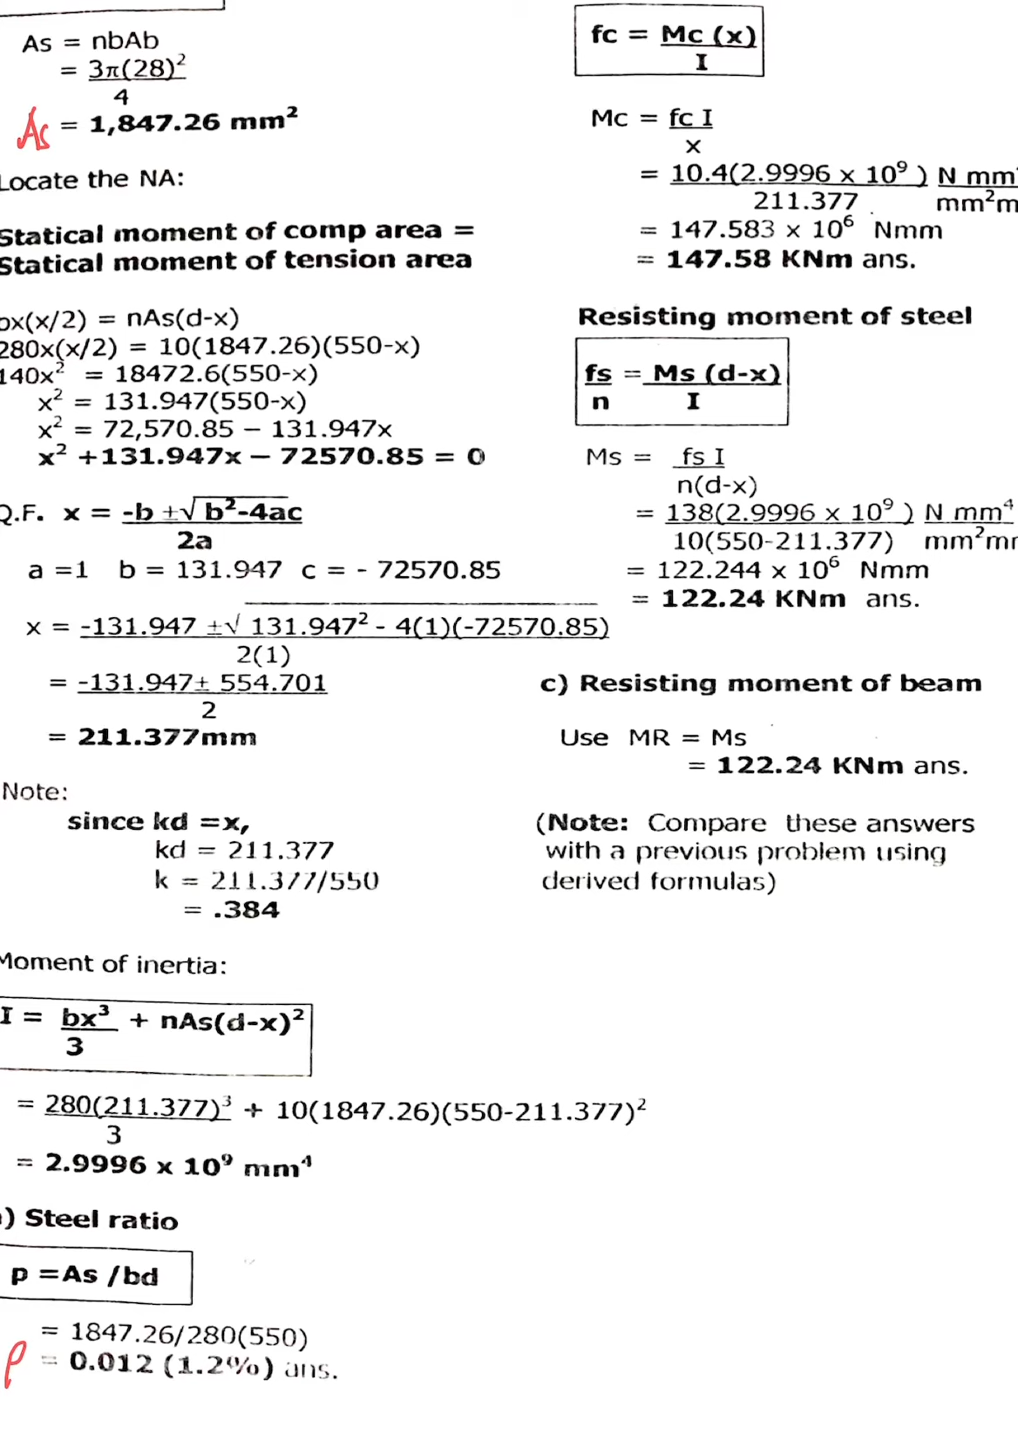 As = nbAb
= 3π(28)²
4
As = 1,847.26 mm²
Locate the NA:
Statical moment of comp area =
Statical moment of tension area
bx(x/2) = nAs(d-x)
280x(x/2) = 10(1847.26)(550-x)
140x² = 18472.6(550-x)
x² = 131.947(550-x)
x² = 72,570.85 – 131.947x
x² +131.947x – 72570.85 = 0
Q.F. x = -b ±√ b²-4ac
2a
a =1 b = 131.947 c = - 72570.85
x = -131.947 ±√ 131.947² - 4(1)(-72570.85)
2(1)
= -131.947± 554.701
2
= 211.377mm
Note:
since kd =x,
kd = 211.377
k = 211.377/550
= .384
Moment of inertia:
I = bx³ + nAs(d-x)²
3
= 280(211.377)³ + 10(1847.26)(550-211.377)²
3
= 2.9996 x 10⁹ mm⁴
) Steel ratio
p =As /bd
= 1847.26/280(550)
ρ = 0.012 (1.2%) ans.
fc = Mc (x)
I
Mc = fc I
x
= 10.4(2.9996 x 10⁹ ) N mm
211.377 mm²m
= 147.583 x 10⁶ Nmm
= 147.58 KNm ans.
Resisting moment of steel
fs = Ms (d-x)
n I
Ms = fs I
n(d-x)
= 138(2.9996 x 10⁹ ) N mm⁴
10(550-211.377) mm²mm
= 122.244 x 10⁶ Nmm
= 122.24 KNm ans.
c) Resisting moment of beam
Use MR = Ms
= 122.24 KNm ans.
(Note: Compare these answers
with a previous problem using
derived formulas)